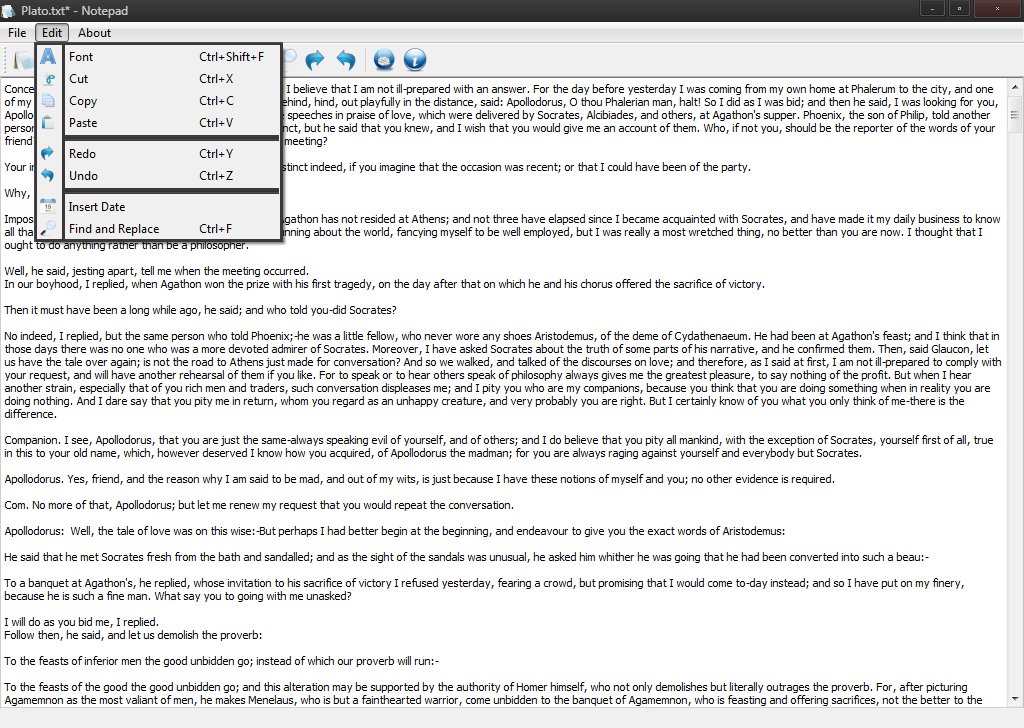 Plato.txt* - Notepad
File Edit About
Font Ctrl+Shift+F
Cut Ctrl+X
Copy Ctrl+C
Paste Ctrl+V
Redo Ctrl+Y
Undo Ctrl+Z
15
Insert Date
Find and Replace Ctrl+F
Conce I believe that I am not ill-prepared with an answer. For the day before yesterday I was coming from my own home at Phalerum to the city, and one
of my ehind, hind, out playfully in the distance, said: Apollodorus, O thou Phalerian man, halt! So I did as I was bid; and then he said, I was looking for you,
Apollo speeches in praise of love, which were delivered by Socrates, Alcibiades, and others, at Agathon's supper. Phoenix, the son of Philip, told another
person nct, but he said that you knew, and I wish that you would give me an account of them. Who, if not you, should be the reporter of the words of your
friend meeting?
Your in stinct indeed, if you imagine that the occasion was recent; or that I could have been of the party.
Why,
Impos Agathon has not resided at Athens; and not three have elapsed since I became acquainted with Socrates, and have made it my daily business to know
all tha nning about the world, fancying myself to be well employed, but I was really a most wretched thing, no better than you are now. I thought that I
ought to do anything rather than be a philosopher.
Well, he said, jesting apart, tell me when the meeting occurred.
In our boyhood, I replied, when Agathon won the prize with his first tragedy, on the day after that on which he and his chorus offered the sacrifice of victory.
Then it must have been a long while ago, he said; and who told you-did Socrates?
No indeed, I replied, but the same person who told Phoenix;-he was a little fellow, who never wore any shoes Aristodemus, of the deme of Cydathenaeum. He had been at Agathon's feast; and I think that in
those days there was no one who was a more devoted admirer of Socrates. Moreover, I have asked Socrates about the truth of some parts of his narrative, and he confirmed them. Then, said Glaucon, let
us have the tale over again; is not the road to Athens just made for conversation? And so we walked, and talked of the discourses on love; and therefore, as I said at first, I am not ill-prepared to comply with
your request, and will have another rehearsal of them if you like. For to speak or to hear others speak of philosophy always gives me the greatest pleasure, to say nothing of the profit. But when I hear
another strain, especially that of you rich men and traders, such conversation displeases me; and I pity you who are my companions, because you think that you are doing something when in reality you are
doing nothing. And I dare say that you pity me in return, whom you regard as an unhappy creature, and very probably you are right. But I certainly know of you what you only think of me-there is the
difference.
Companion. I see, Apollodorus, that you are just the same-always speaking evil of yourself, and of others; and I do believe that you pity all mankind, with the exception of Socrates, yourself first of all, true
in this to your old name, which, however deserved I know how you acquired, of Apollodorus the madman; for you are always raging against yourself and everybody but Socrates.
Apollodorus. Yes, friend, and the reason why I am said to be mad, and out of my wits, is just because I have these notions of myself and you; no other evidence is required.
Com. No more of that, Apollodorus; but let me renew my request that you would repeat the conversation.
Apollodorus:  Well, the tale of love was on this wise:-But perhaps I had better begin at the beginning, and endeavour to give you the exact words of Aristodemus:
He said that he met Socrates fresh from the bath and sandalled; and as the sight of the sandals was unusual, he asked him whither he was going that he had been converted into such a beau:-
To a banquet at Agathon's, he replied, whose invitation to his sacrifice of victory I refused yesterday, fearing a crowd, but promising that I would come to-day instead; and so I have put on my finery,
because he is such a fine man. What say you to going with me unasked?
I will do as you bid me, I replied.
Follow then, he said, and let us demolish the proverb:
To the feasts of inferior men the good unbidden go; instead of which our proverb will run:-
To the feasts of the good the good unbidden go; and this alteration may be supported by the authority of Homer himself, who not only demolishes but literally outrages the proverb. For, after picturing
Agamemnon as the most valiant of men, he makes Menelaus, who is but a fainthearted warrior, come unbidden to the banquet of Agamemnon, who is feasting and offering sacrifices, not the better to the